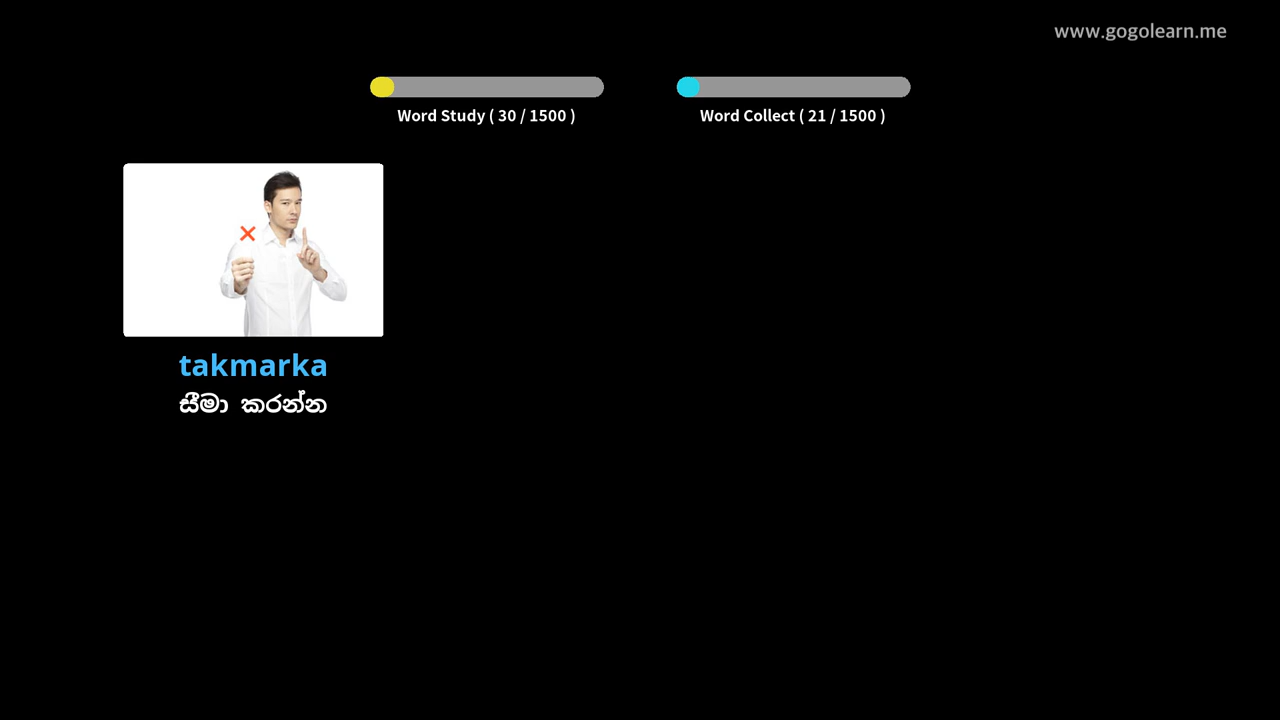 www.gogolearn.me
Word Study ( 30 / 1500 )
Word Collect ( 21 / 1500 )
takmarka
සීමා කරන්න